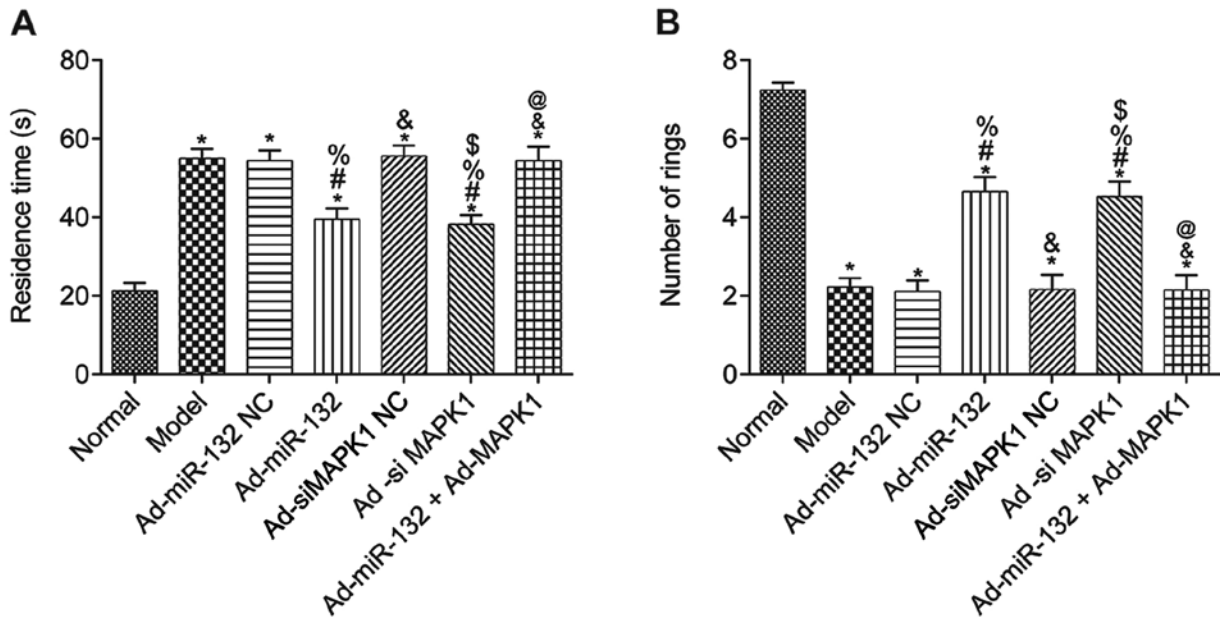 A
Residence time (s)
80
60
40
20
0
*
*
%
#
*
&
*
$
%
#
*
@
&
*
Normal
Model
Ad-miR-132 NC
Ad-miR-132
Ad-siMAPK1 NC
Ad -si MAPK1
Ad-miR-132 + Ad-MAPK1
B
Number of rings
8
6
4
2
0
*
*
%
#
*
&
*
$
%
#
*
@
&
*
Normal
Model
Ad-miR-132 NC
Ad-miR-132
Ad-siMAPK1 NC
Ad -si MAPK1
Ad-miR-132 + Ad-MAPK1